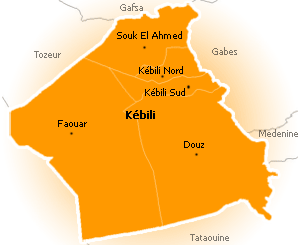 Gafsa
Souk El Ahmed
Tozeur
Gabes
Kébili Nord
Kébili Sud
Kébili
Faouar
Medenine
Douz
Tataouine